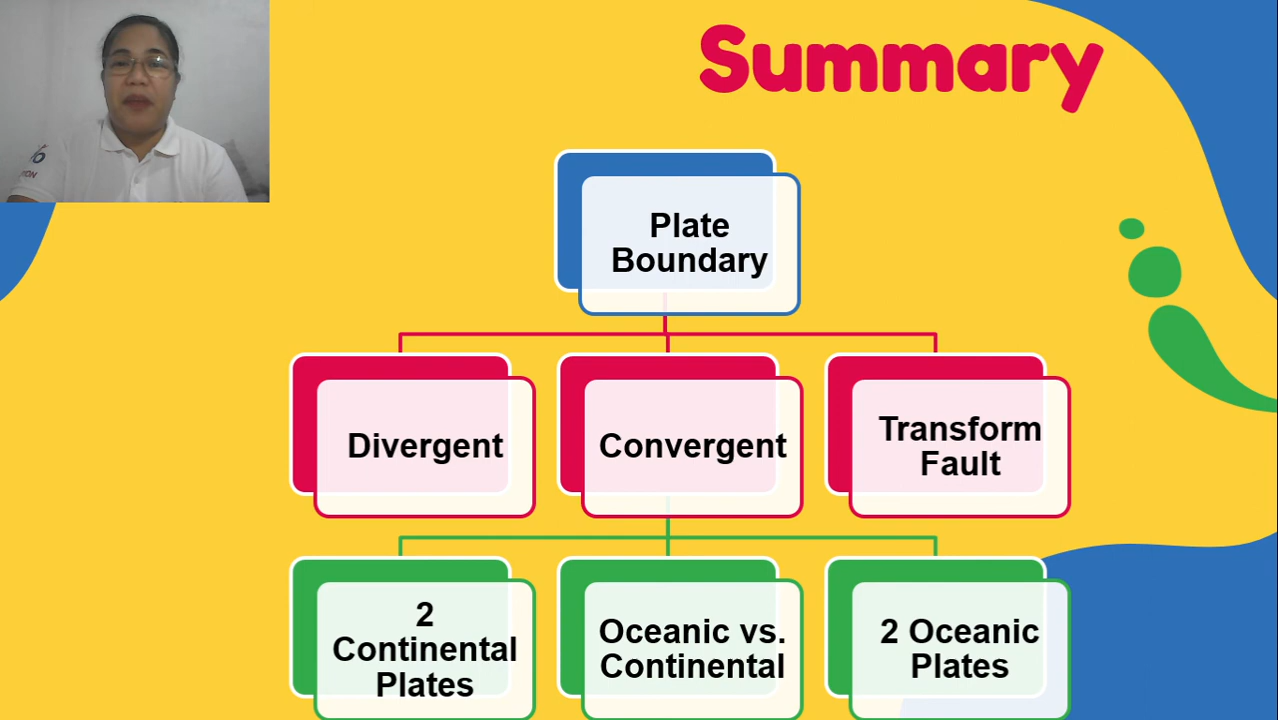 Summary
Plate
Boundary
Divergent
Convergent
Transform
Fault
2
Continental
Plates
Oceanic vs.
Continental
2 Oceanic
Plates